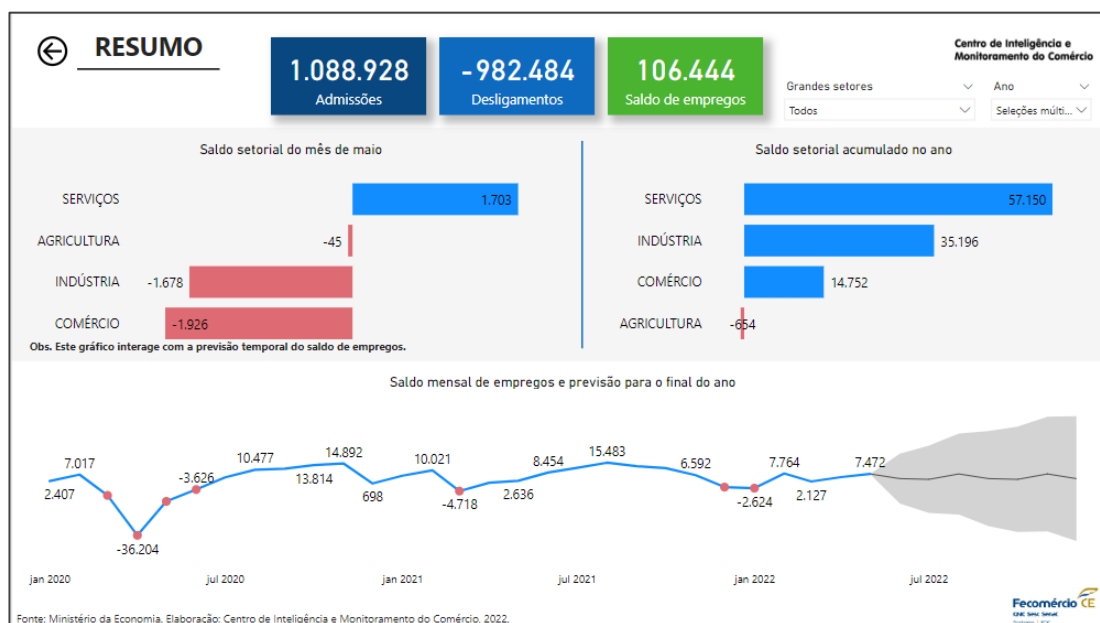 RESUMO
1.088.928
Admissões
-982.484
Desligamentos
106.444
Saldo de empregos
Centro de Inteligência e
Monitoramento do Comércio
Grandes setores
Todos
Ano
Seleções múlti...
Saldo setorial do mês de maio
SERVIÇOS 1.703
AGRICULTURA -45
INDÚSTRIA -1.678
COMÉRCIO -1.926
Obs. Este gráfico interage com a previsão temporal do saldo de empregos.
Saldo setorial acumulado no ano
SERVIÇOS 57.150
INDÚSTRIA 35.196
COMÉRCIO 14.752
AGRICULTURA -654
Saldo mensal de empregos e previsão para o final do ano
2.407 7.017 -36.204 -3.626 10.477 13.814 14.892 698 10.021 -4.718 2.636 8.454 15.483 6.592 -2.624 7.764 2.127 7.472
jan 2020 jul 2020 jan 2021 jul 2021 jan 2022 jul 2022
Fonte: Ministério da Economia. Elaboração: Centro de Inteligência e Monitoramento do Comércio. 2022.
Fecomércio CE
CNC Sesc Senac